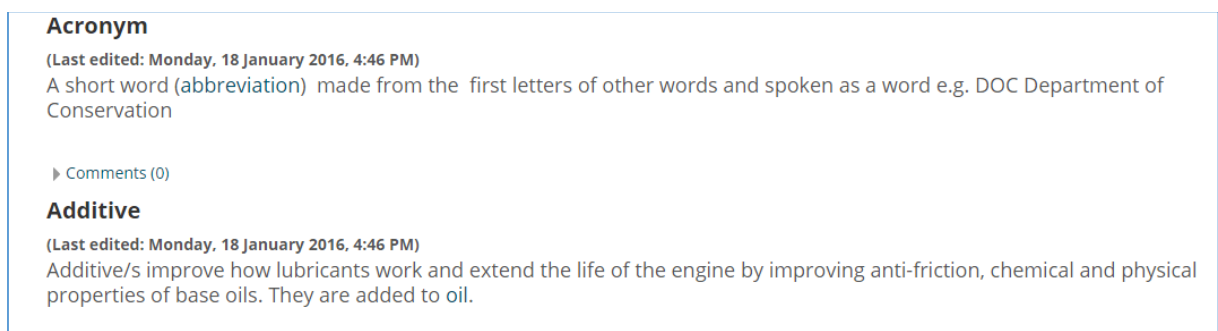 Acronym
(Last edited: Monday, 18 January 2016, 4:46 PM)
A short word (abbreviation)  made from the  first letters of other words and spoken as a word e.g. DOC Department of
Conservation
Comments (0)
Additive
(Last edited: Monday, 18 January 2016, 4:46 PM)
Additive/s improve how lubricants work and extend the life of the engine by improving anti-friction, chemical and physical
properties of base oils. They are added to oil.